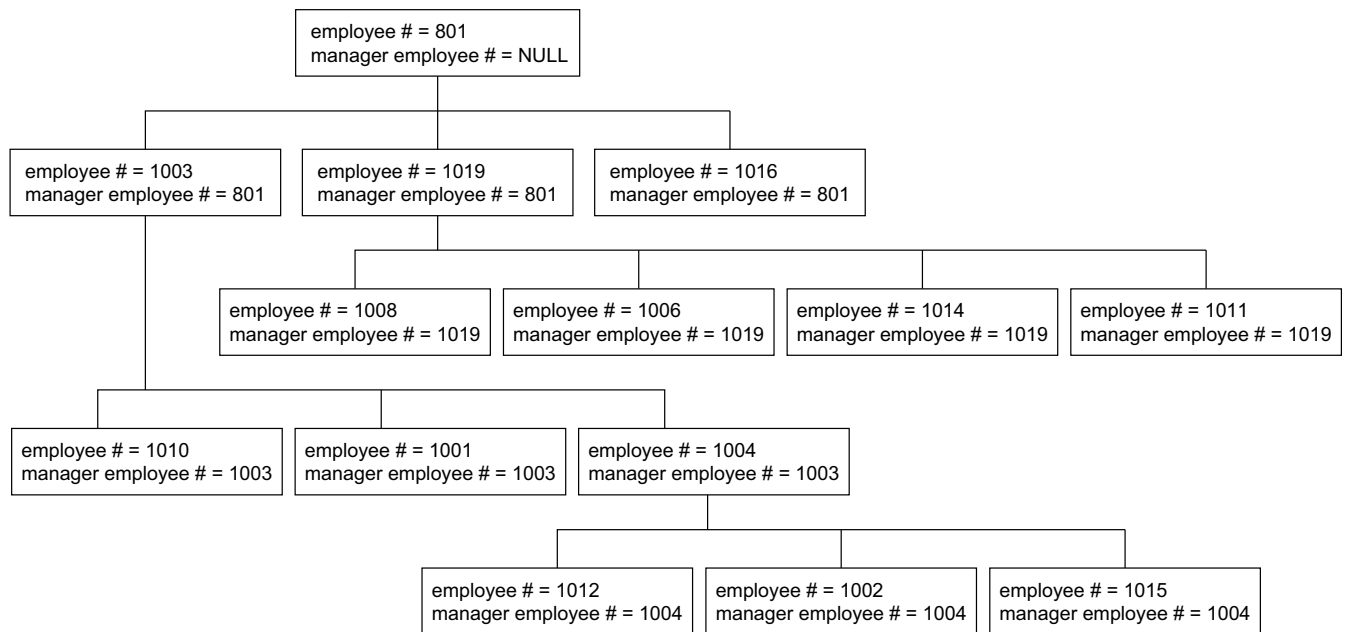 employee # = 801
manager employee # = NULL
employee # = 1003
manager employee # = 801
employee # = 1019
manager employee # = 801
employee # = 1016
manager employee # = 801
employee # = 1008
manager employee # = 1019
employee # = 1006
manager employee # = 1019
employee # = 1014
manager employee # = 1019
employee # = 1011
manager employee # = 1019
employee # = 1010
manager employee # = 1003
employee # = 1001
manager employee # = 1003
employee # = 1004
manager employee # = 1003
employee # = 1012
manager employee # = 1004
employee # = 1002
manager employee # = 1004
employee # = 1015
manager employee # = 1004